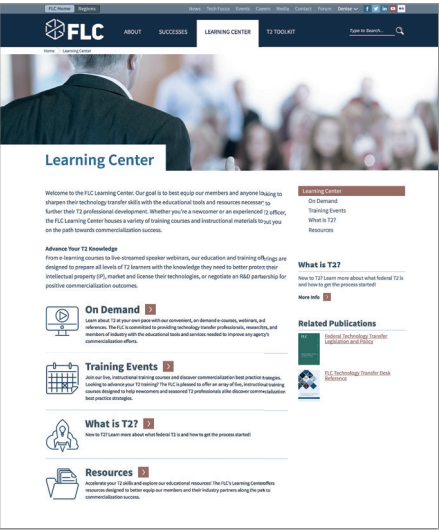 FLC Home Regions News Tech Focus Events Careers Media Contact Forum Denise
FLC ABOUT SUCCESSES LEARNING CENTER T2 TOOLKIT Type to Search...
Home > Learning Center
Learning Center
Welcome to the FLC Learning Center. Our goal is to best equip our members and anyone looking to
sharpen their technology transfer skills with the educational tools and resources necessary to
further their T2 professional development. Whether you're a newcomer or an experienced T2 officer,
the FLC Learning Center houses a variety of training courses and instructional materials to put you
on the path towards commercialization success.
Advance Your T2 Knowledge
From e-learning courses to live-streamed speaker webinars, our education and training offerings are
designed to prepare all levels of T2 learners with the knowledge they need to better protect their
intellectual property (IP), market and license their technologies, or negotiate an R&D partnership for
positive commercialization outcomes.
On Demand
Learn about T2 at your own pace with our convenient, on demand e-courses, webinars, and
references. The FLC is committed to providing technology transfer professionals, researchers, and
members of industry with the educational tools and services needed to improve any agency's
commercialization efforts.
Training Events
Join our live, instructional training courses and discover commercialization best practice strategies.
Looking to advance your T2 training? The FLC is pleased to offer an array of live, instructional training
courses designed to help newcomers and seasoned T2 professionals alike discover commercialization
best practice strategies.
What is T2?
New to T2? Learn more about what federal T2 is and how to get the process started!
Resources
Accelerate your T2 skills and explore our educational resources! The FLC's Learning Center offers
resources designed to better equip our members and their industry partners along the path to
commercialization success.
Learning Center
On Demand
Training Events
What is T2?
Resources
What is T2?
New to T2? Learn more about what federal T2 is
and how to get the process started!
More Info
Related Publications
Federal Technology Transfer
Legislation and Policy
FLC Technology Transfer Desk
Reference